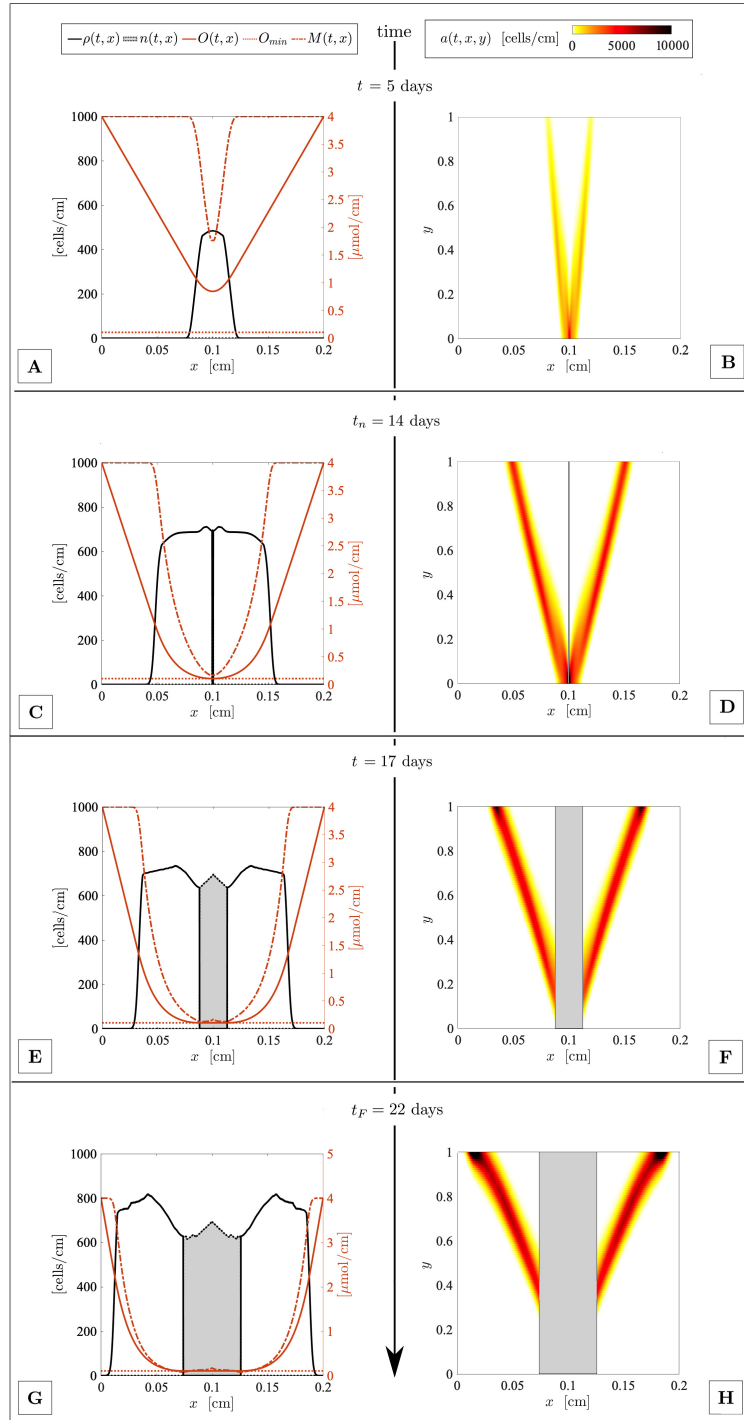 ρ(t, x) n(t, x) O(t, x) O_min M(t, x)
time
a(t, x, y) [cells/cm] 0 5000 10000
t = 5 days
1000
800
600
400
200
0
[cells/cm]
4
3.5
3
2.5
2
1.5
1
0.5
0
[μmol/cm]
0 0.05 0.1 0.15 0.2
x [cm]
A
1
0.8
0.6
0.4
0.2
0
y
0 0.05 0.1 0.15 0.2
x [cm]
B
t_n = 14 days
1000
800
600
400
200
0
[cells/cm]
4
3.5
3
2.5
2
1.5
1
0.5
0
[μmol/cm]
0 0.05 0.1 0.15 0.2
x [cm]
C
1
0.8
0.6
0.4
0.2
0
y
0 0.05 0.1 0.15 0.2
x [cm]
D
t = 17 days
1000
800
600
400
200
0
[cells/cm]
4
3.5
3
2.5
2
1.5
1
0.5
0
[μmol/cm]
0 0.05 0.1 0.15 0.2
x [cm]
E
1
0.8
0.6
0.4
0.2
0
y
0 0.05 0.1 0.15 0.2
x [cm]
F
t_F = 22 days
1000
800
600
400
200
0
[cells/cm]
5
4
3
2
1
0
[μmol/cm]
0 0.05 0.1 0.15 0.2
x [cm]
G
1
0.8
0.6
0.4
0.2
0
y
0 0.05 0.1 0.15 0.2
x [cm]
H